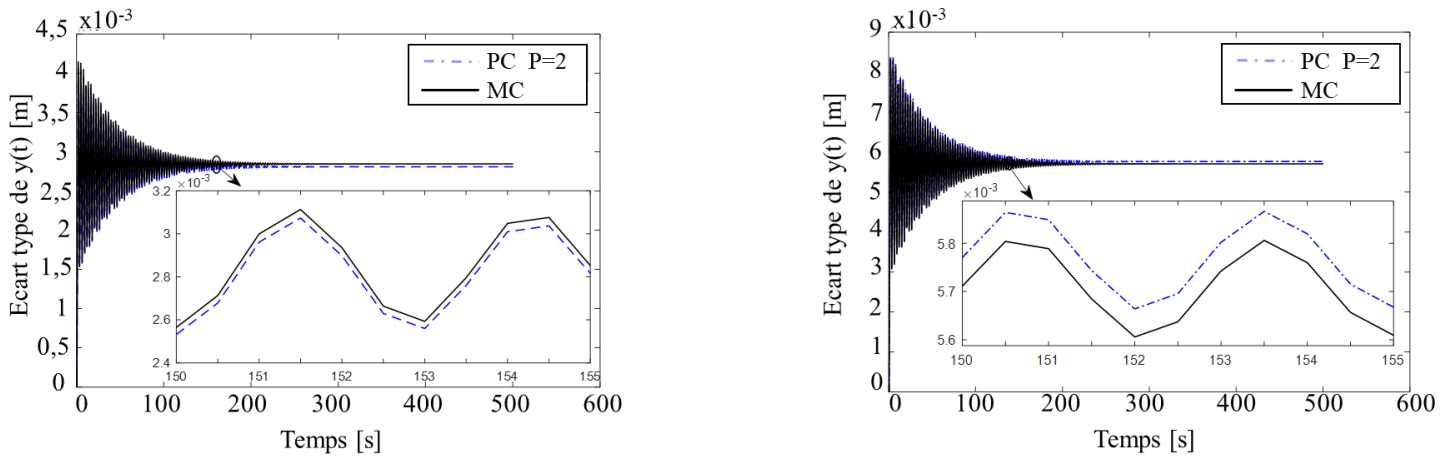 x10-3
4,5
4
3,5
3
2,5
2
1,5
1
0,5
0
Ecart type de y(t) [m]
PC P=2
MC
×10-3
3.2
3
2.8
2.6
2.4
150 151 152 153 154 155
0 100 200 300 400 500 600
Temps [s]
x10-3
9
8
7
6
5
4
3
2
1
0
Ecart type de y(t) [m]
PC P=2
MC
×10-3
5.8
5.7
5.6
150 151 152 153 154 155
0 100 200 300 400 500 600
Temps [s]